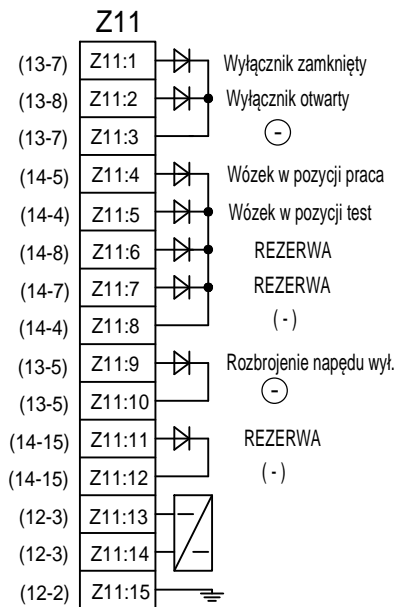 Z11
(13-7) Z11:1 Wyłącznik zamknięty
(13-8) Z11:2 Wyłącznik otwarty
(13-7) Z11:3 -
(14-5) Z11:4 Wózek w pozycji praca
(14-4) Z11:5 Wózek w pozycji test
(14-8) Z11:6 REZERWA
(14-7) Z11:7 REZERWA
(14-4) Z11:8 (-)
(13-5) Z11:9 Rozbrojenie napędu wył.
(13-5) Z11:10 -
(14-15) Z11:11 REZERWA
(14-15) Z11:12 (-)
(12-3) Z11:13
(12-3) Z11:14
(12-2) Z11:15